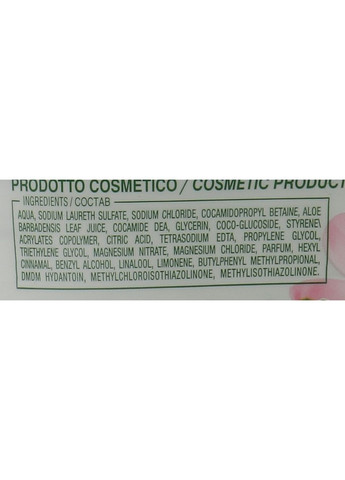 PRODOTTO COSMETICO / COSMETIC PRODUCT
INGREDIENTS / СОСТАВ
AQUA, SODIUM LAURETH SULFATE, SODIUM CHLORIDE, COCAMIDOPROPYL BETAINE, ALOE
BARBADENSIS LEAF JUICE, COCAMIDE DEA, GLYCERIN, COCO-GLUCOSIDE, STYRENE/
ACRYLATES COPOLYMER, CITRIC ACID, TETRASODIUM EDTA, PROPYLENE GLYCOL,
TRIETHYLENE GLYCOL, MAGNESIUM NITRATE, MAGNESIUM CHLORIDE, PARFUM, HEXYL
CINNAMAL, BENZYL ALCOHOL, LINALOOL, LIMONENE, BUTYLPHENYL METHYLPROPIONAL,
DMDM HYDANTOIN, METHYLCHLOROISOTHIAZOLINONE, METHYLISOTHIAZOLINONE.